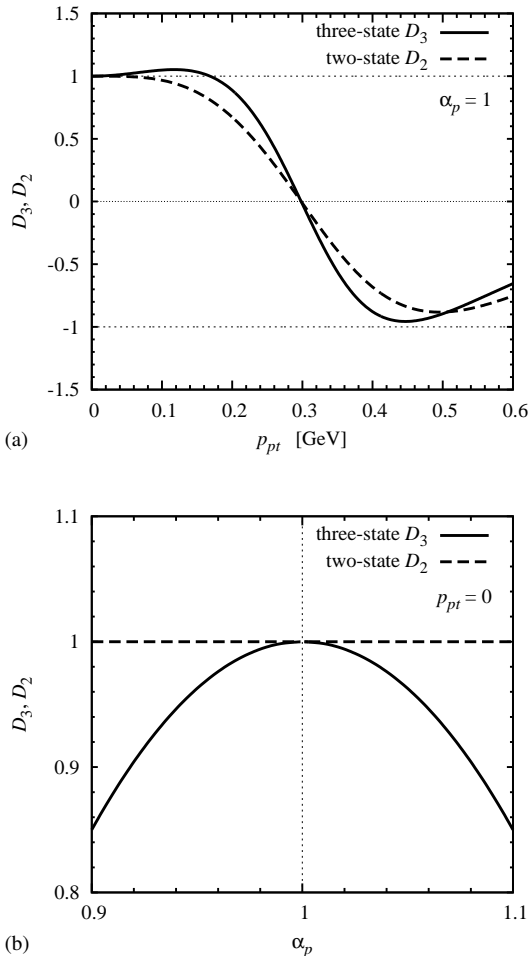 three-state D3
two-state D2
αp = 1
1.5
1
0.5
0
-0.5
-1
-1.5
D3, D2
0 0.1 0.2 0.3 0.4 0.5 0.6
(a)
ppt [GeV]
three-state D3
two-state D2
ppt = 0
1.1
1
0.9
0.8
D3, D2
0.9 1 1.1
(b)
αp